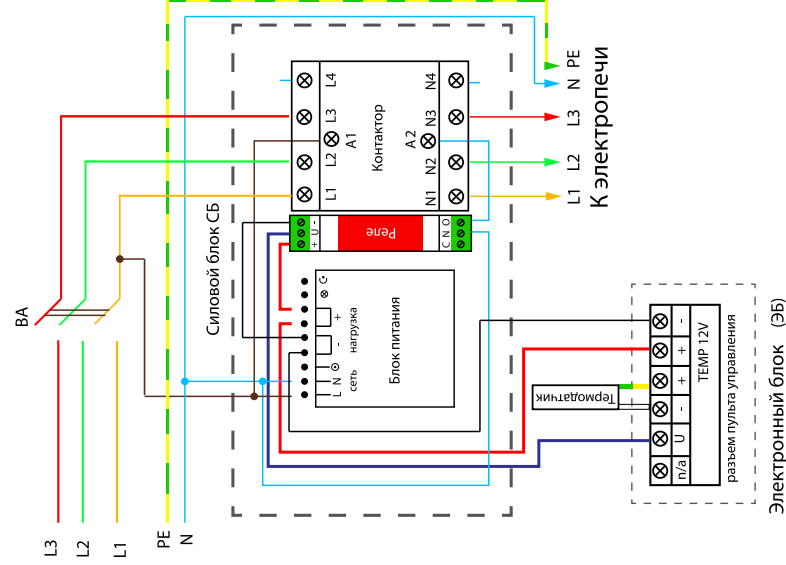 PE
N
L3
L2
L1
К электропечи
L4
L3
L2
L1
A1
Контактор
A2
N4
N3
N2
N1
Силовой блок СБ
+ U -
Реле
C N O
ВА
Блок питания
нагрузка
+
-
сеть
L N
TEMP 12V
разъем пульта управления
-
+
+
-
U
n/a
Термодатчик
Электронный блок (ЭБ)
L3
L2
L1
PE
N